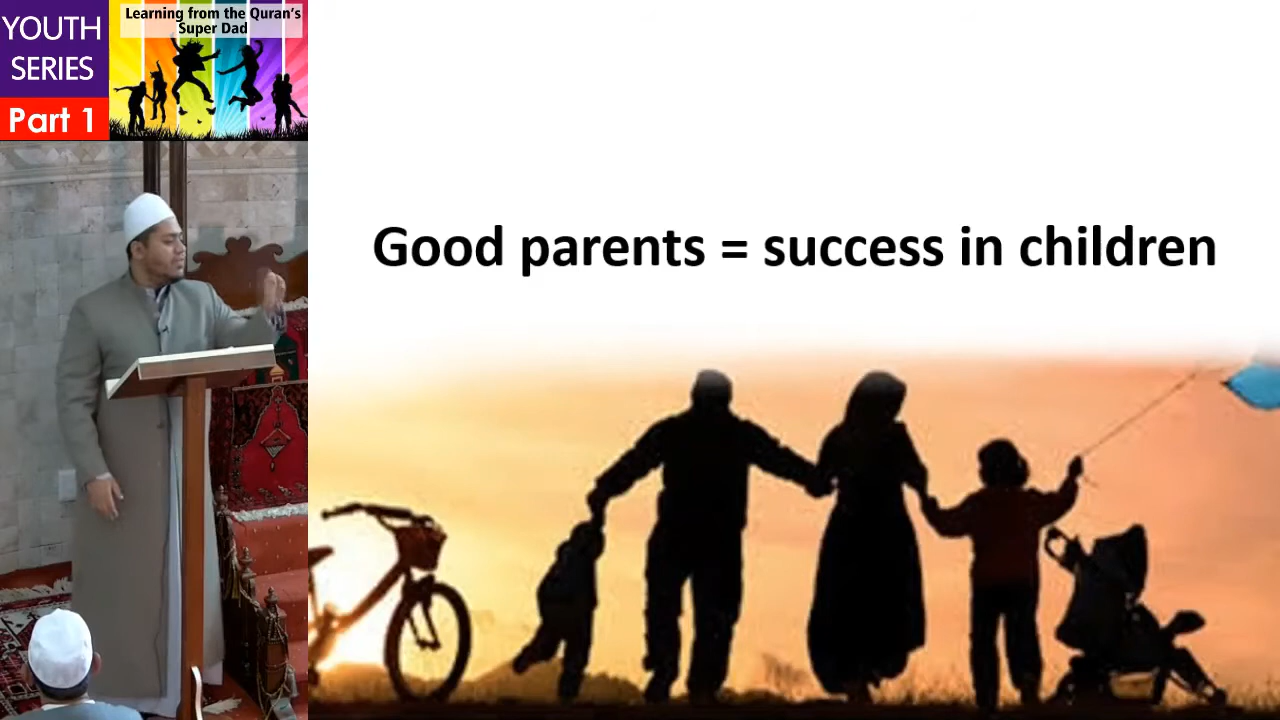 YOUTH
SERIES
Part 1
Learning from the Quran's
Super Dad
Good parents = success in children